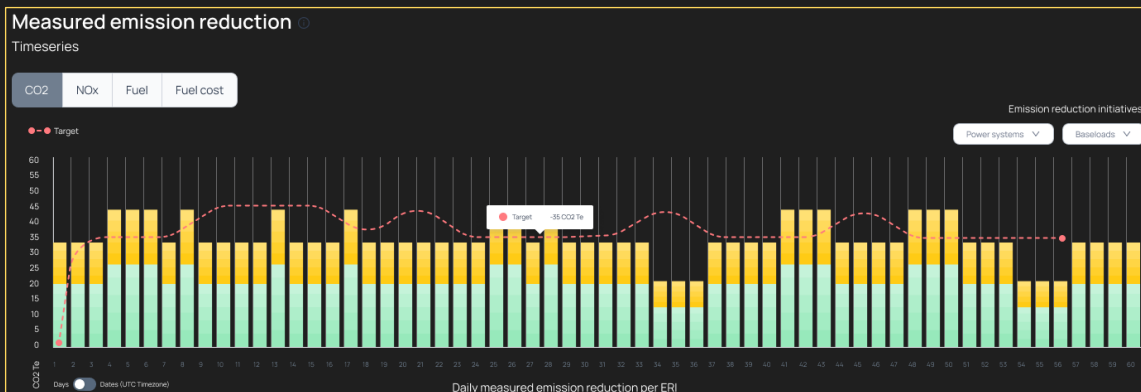 Measured emission reduction
Timeseries
CO2 NOx Fuel Fuel cost
Emission reduction initiatives
Target
Power systems Baseloads
60
55
50
45
40
35
30
25
20
15
10
5
0
Target -35 CO2 Te
CO2 Te
1 2 3 4 5 6 7 8 9 10 11 12 13 14 15 16 17 18 19 20 21 22 23 24 25 26 27 28 29 30 31 32 33 34 35 36 37 38 39 40 41 42 43 44 45 46 47 48 49 50 51 52 53 54 55 56 57 58 59 60
Days Dates (UTC Timezone)
Daily measured emission reduction per ERI